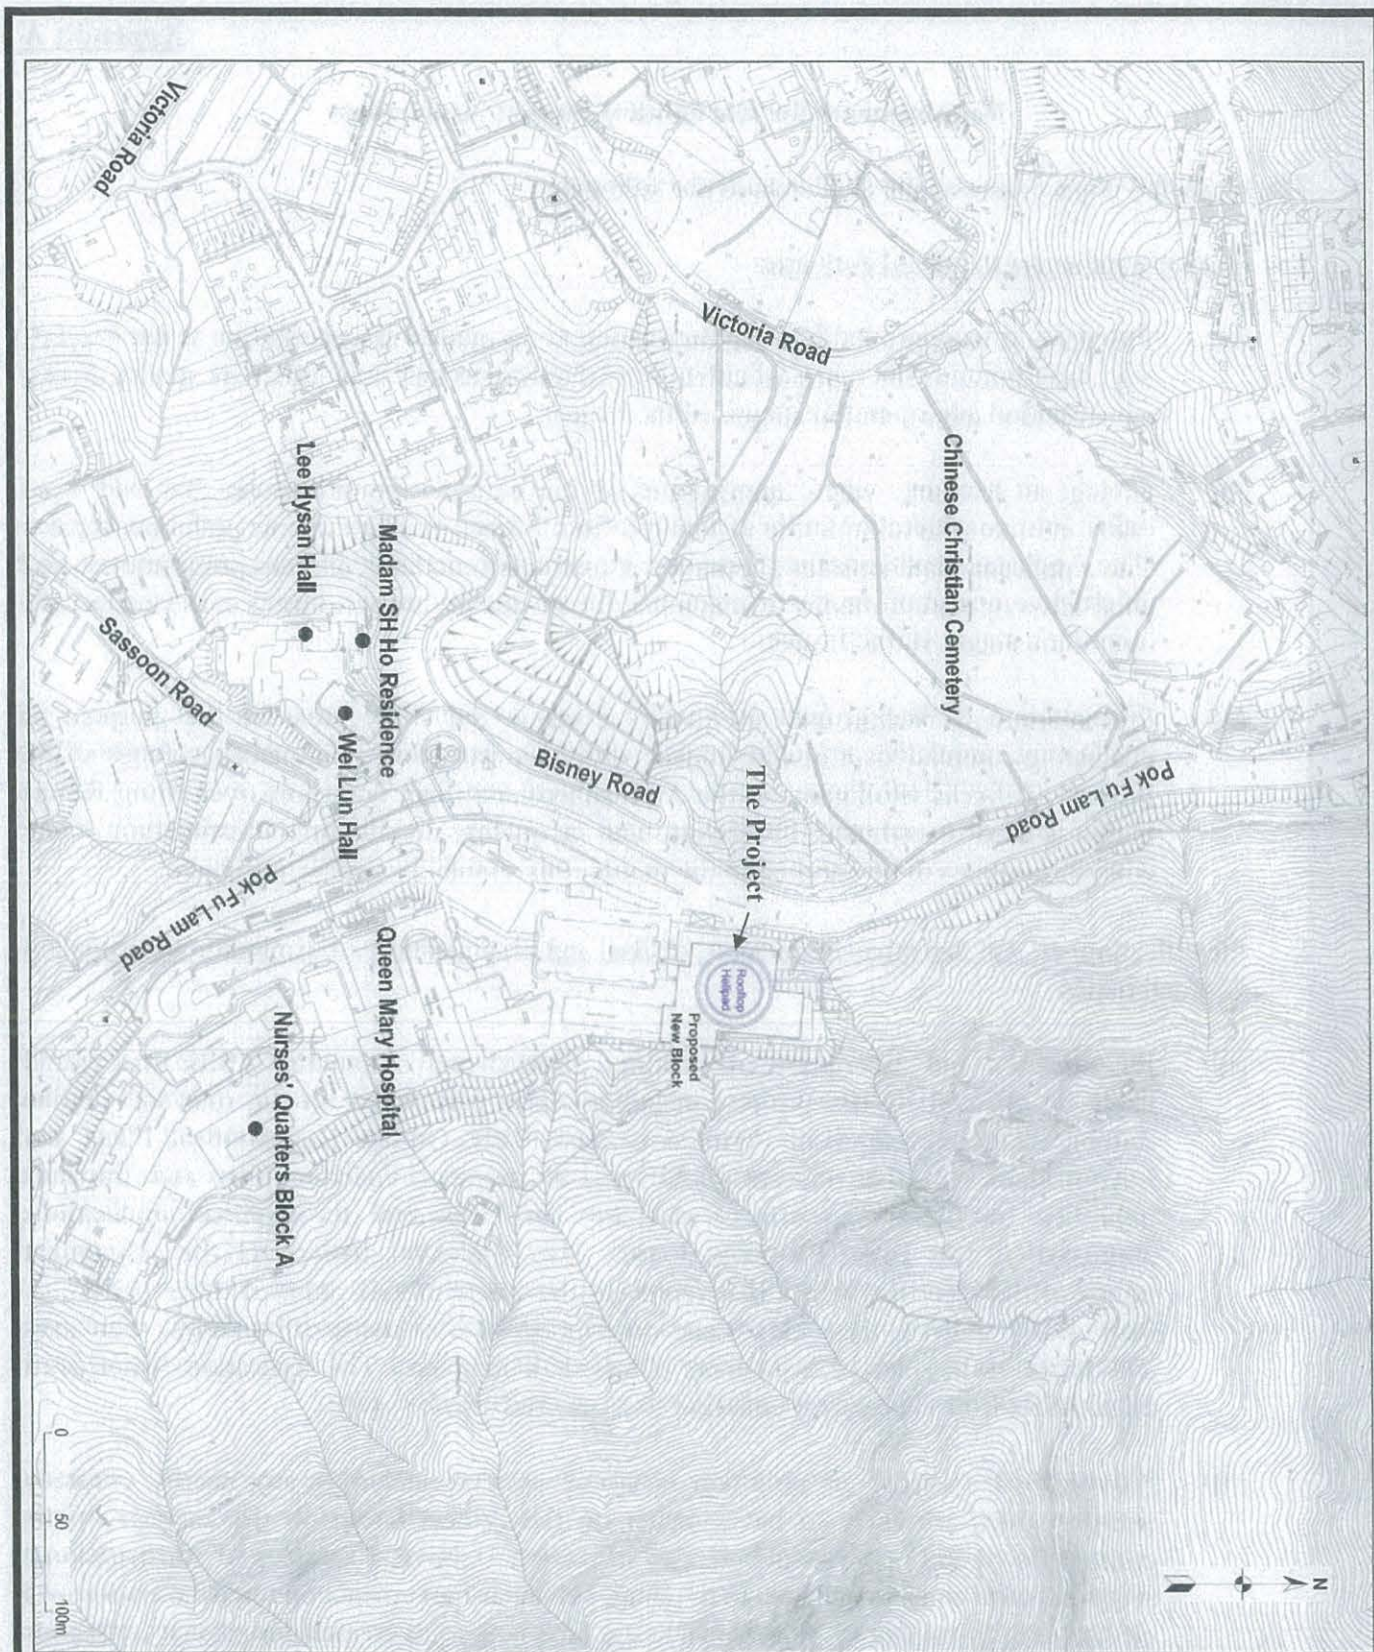 N
Pok Fu Lam Road
Chinese Christian Cemetery
Victoria Road
The Project
Rooftop
Helipad
Proposed
New Block
Bisney Road
Madam SH Ho Residence
Queen Mary Hospital
Wei Lun Hall
Lee Hysan Hall
Nurses' Quarters Block A
Pok Fu Lam Road
Sassoon Road
Victoria Road
0 50 100m